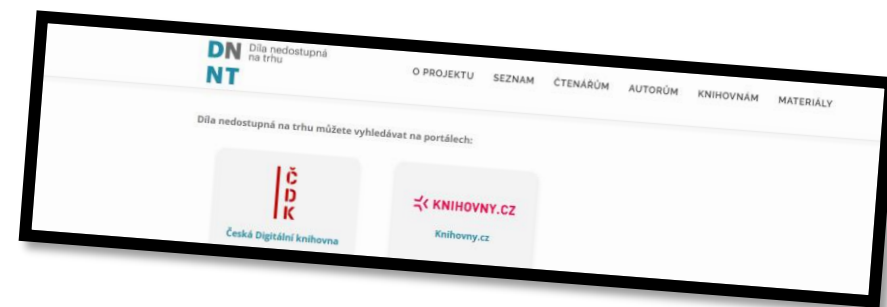 DN Díla nedostupná
NT na trhu
O PROJEKTU SEZNAM ČTENÁŘŮM AUTORŮM KNIHOVNÁM MATERIÁLY
Díla nedostupná na trhu můžete vyhledávat na portálech:
Č
D
K
Česká Digitální knihovna
KNIHOVNY.CZ
Knihovny.cz